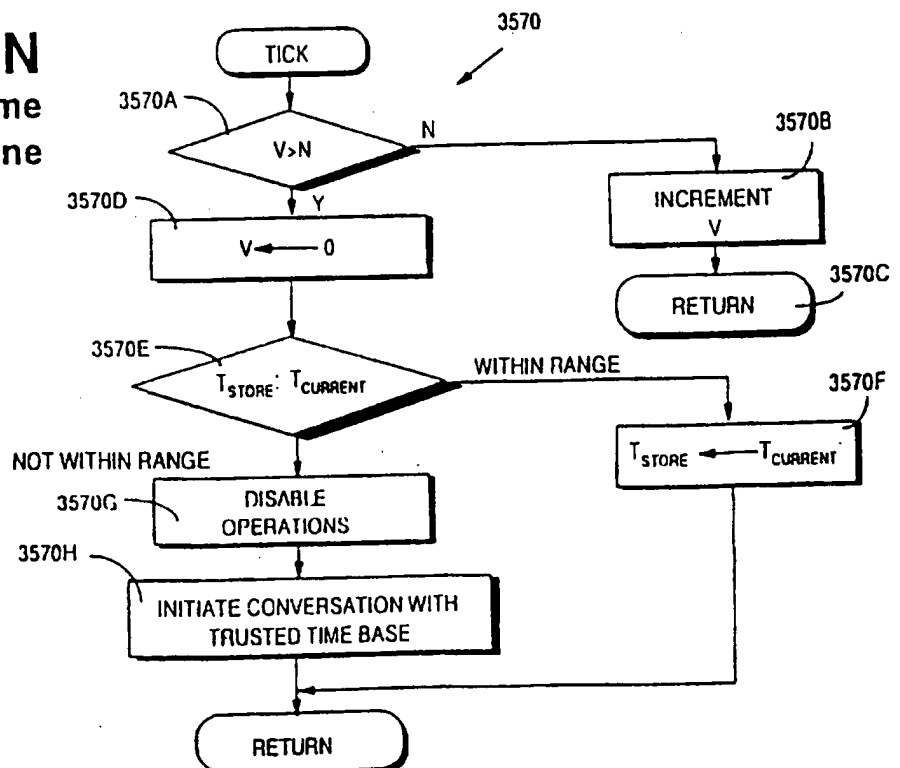 3570
N
me
ne
TICK
3570A
V>N
N
Y
3570B
INCREMENT
V
3570C
RETURN
3570D
V ← 0
3570E
TSTORE: TCURRENT
WITHIN RANGE
3570F
TSTORE ← TCURRENT
NOT WITHIN RANGE
3570G
DISABLE
OPERATIONS
3570H
INITIATE CONVERSATION WITH
TRUSTED TIME BASE
RETURN